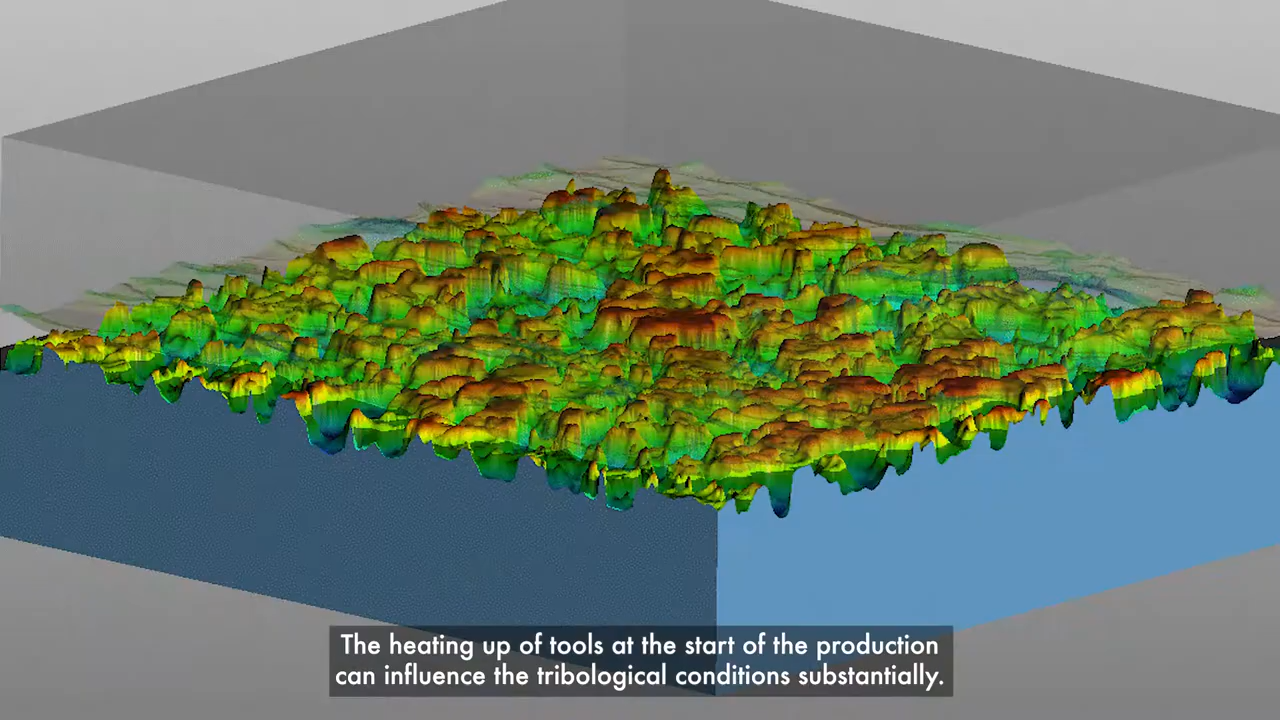 The heating up of tools at the start of the production
can influence the tribological conditions substantially.